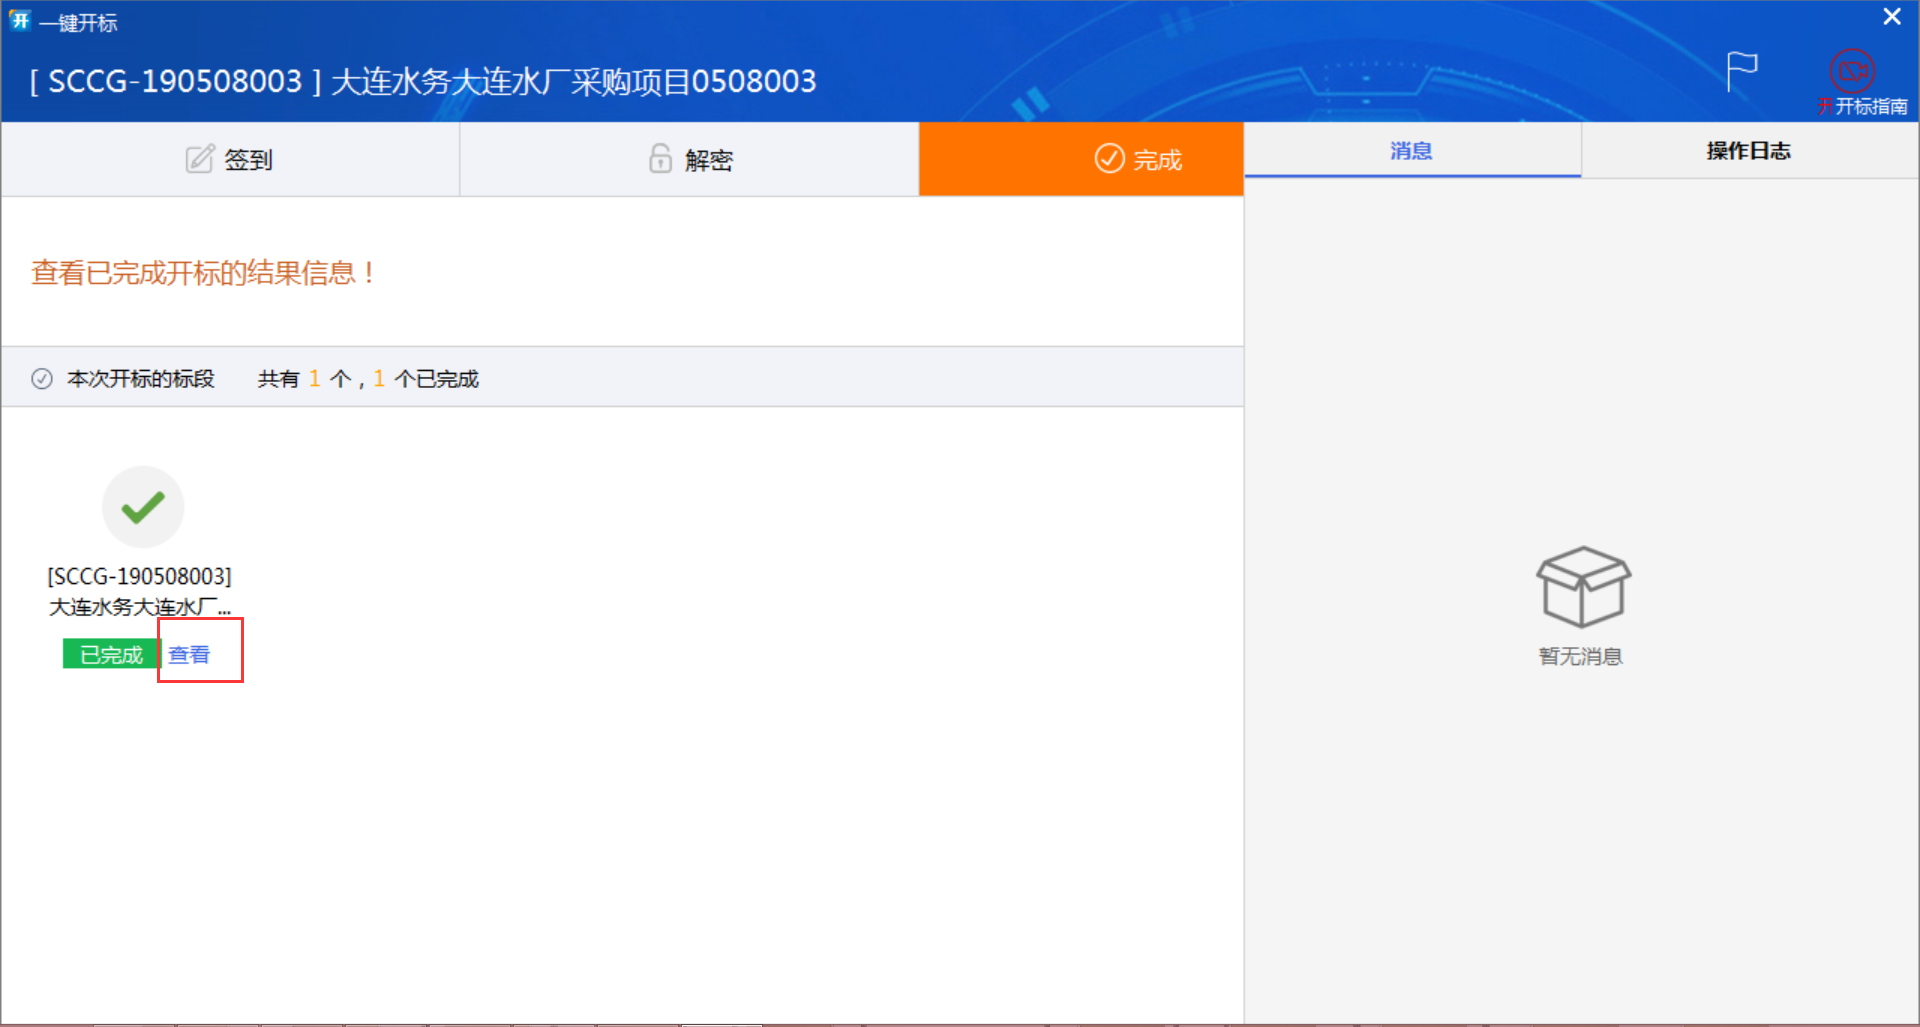 开 一键开标
[ SCCG-190508003 ] 大连水务大连水厂采购项目0508003
开 开标指南
签到
解密
完成
消息
操作日志
查看已完成开标的结果信息！
本次开标的标段 共有 1 个 , 1 个已完成
[SCCG-190508003]
大连水务大连水厂...
已完成 查看
暂无消息